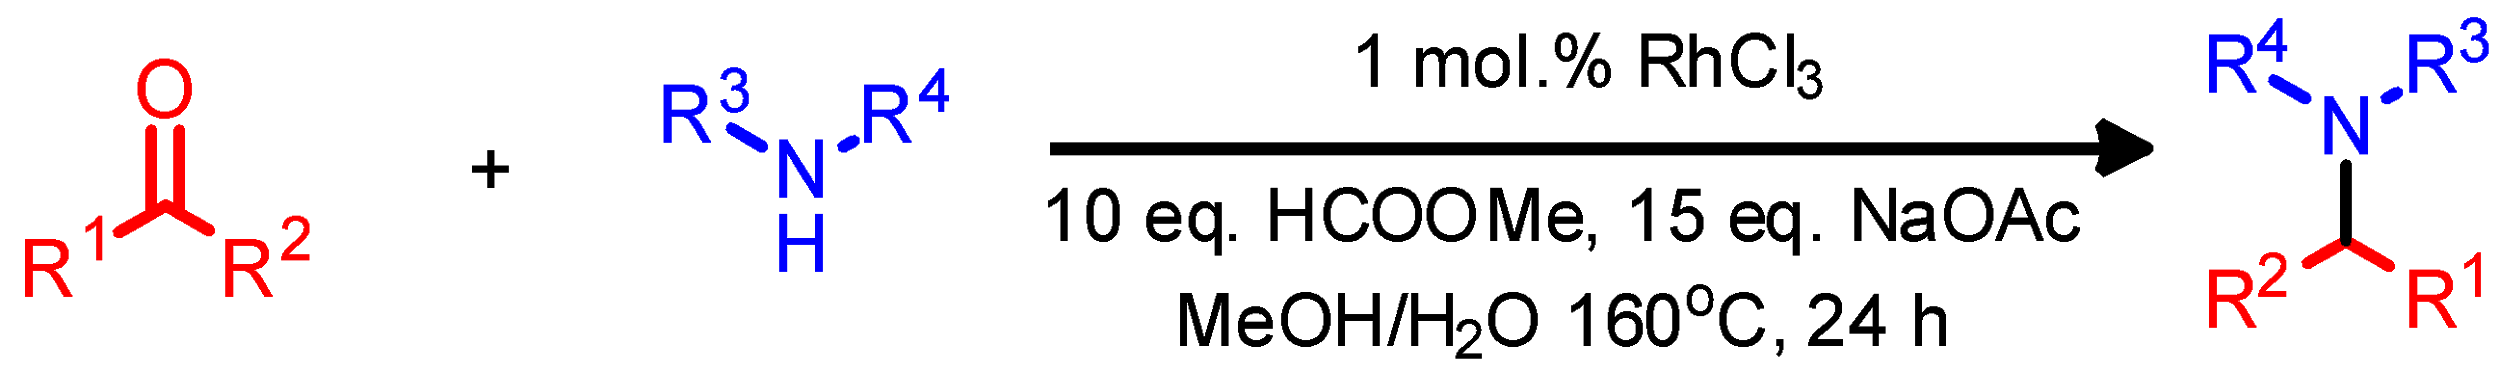 O
R¹ R²
+
R³ R⁴
N
H
1 mol.% RhCl₃
10 eq. HCOOMe, 15 eq. NaOAc
MeOH/H₂O 160°C, 24 h
R⁴ R³
N
R² R¹